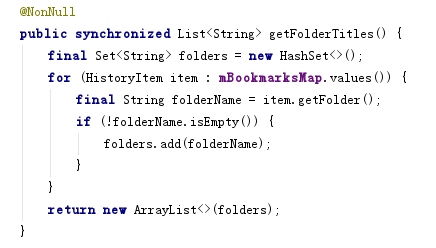 @NonNull
public synchronized List<String> getFolderTitles() {
    final Set<String> folders = new HashSet<>();
    for (HistoryItem item : mBookmarksMap.values()) {
        final String folderName = item.getFolder();
        if (!folderName.isEmpty()) {
            folders.add(folderName);
        }
    }
    return new ArrayList<>(folders);
}